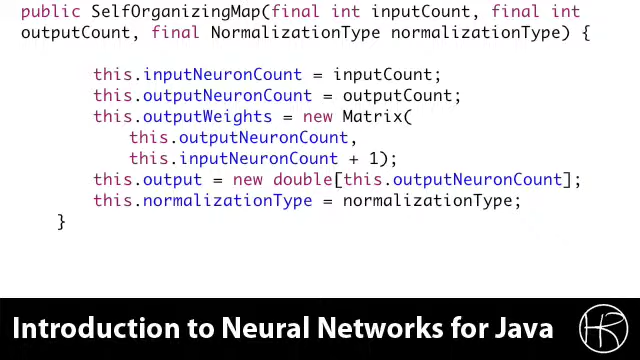 public SelfOrganizingMap(final int inputCount, final int
outputCount, final NormalizationType normalizationType) {
this.inputNeuronCount = inputCount;
this.outputNeuronCount = outputCount;
this.outputWeights = new Matrix(
this.outputNeuronCount,
this.inputNeuronCount + 1);
this.output = new double[this.outputNeuronCount];
this.normalizationType = normalizationType;
}
Introduction to Neural Networks for Java
HR